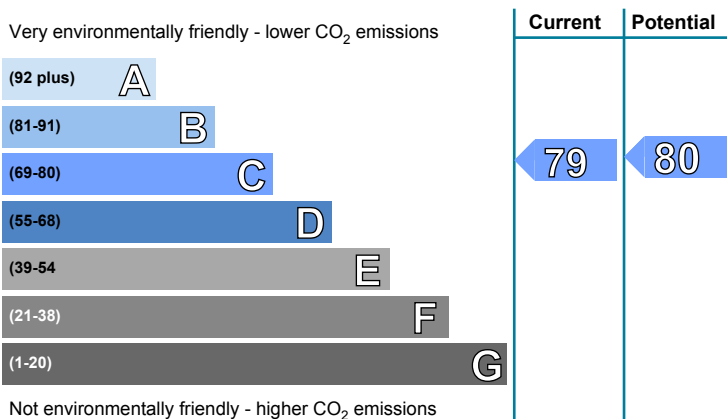 Current Potential
Very environmentally friendly - lower CO2 emissions
(92 plus) A
(81-91) B
(69-80) C
79 80
(55-68) D
(39-54 E
(21-38) F
(1-20) G
Not environmentally friendly - higher CO2 emissions